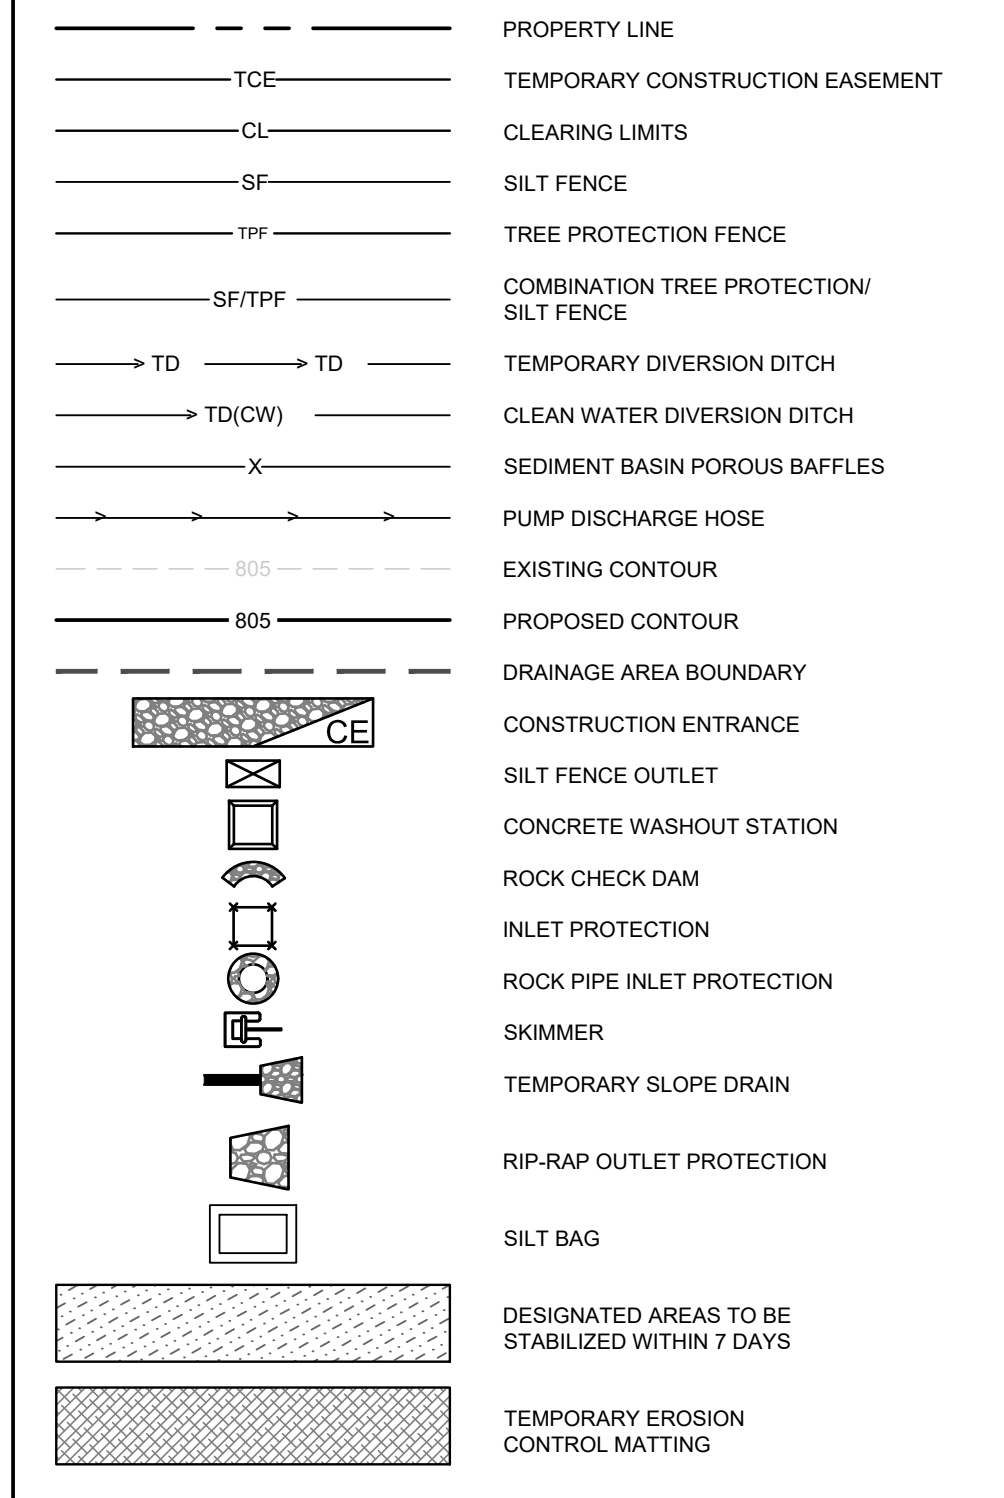 PROPERTY LINE
TCE TEMPORARY CONSTRUCTION EASEMENT
CL CLEARING LIMITS
SF SILT FENCE
TPF TREE PROTECTION FENCE
SF/TPF COMBINATION TREE PROTECTION/
SILT FENCE
> TD > TD TEMPORARY DIVERSION DITCH
> TD(CW) CLEAN WATER DIVERSION DITCH
X SEDIMENT BASIN POROUS BAFFLES
> > > > PUMP DISCHARGE HOSE
805 EXISTING CONTOUR
805 PROPOSED CONTOUR
DRAINAGE AREA BOUNDARY
CE CONSTRUCTION ENTRANCE
SILT FENCE OUTLET
CONCRETE WASHOUT STATION
ROCK CHECK DAM
INLET PROTECTION
ROCK PIPE INLET PROTECTION
SKIMMER
TEMPORARY SLOPE DRAIN
RIP-RAP OUTLET PROTECTION
SILT BAG
DESIGNATED AREAS TO BE
STABILIZED WITHIN 7 DAYS
TEMPORARY EROSION
CONTROL MATTING